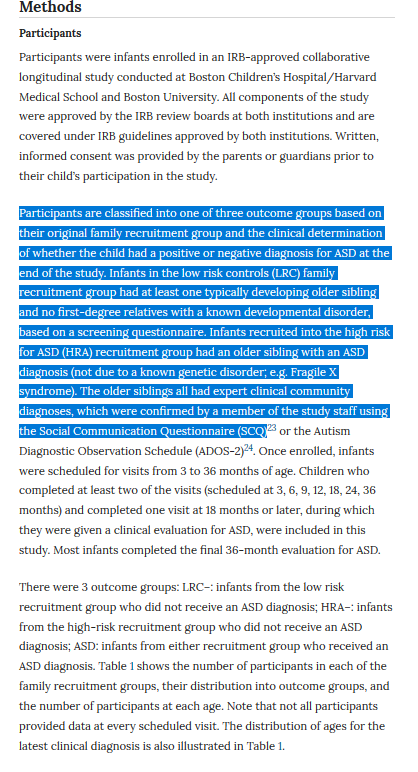 Methods
Participants
Participants were infants enrolled in an IRB-approved collaborative
longitudinal study conducted at Boston Children's Hospital/Harvard
Medical School and Boston University. All components of the study
were approved by the IRB review boards at both institutions and are
covered under IRB guidelines approved by both institutions. Written,
informed consent was provided by the parents or guardians prior to
their child's participation in the study.
Participants are classified into one of three outcome groups based on
their original family recruitment group and the clinical determination
of whether the child had a positive or negative diagnosis for ASD at the
end of the study. Infants in the low risk controls (LRC) family
recruitment group had at least one typically developing older sibling
and no first-degree relatives with a known developmental disorder,
based on a screening questionnaire. Infants recruited into the high risk
for ASD (HRA) recruitment group had an older sibling with an ASD
diagnosis (not due to a known genetic disorder; e.g. Fragile X
syndrome). The older siblings all had expert clinical community
diagnoses, which were confirmed by a member of the study staff using
the Social Communication Questionnaire (SCQ)23 or the Autism
Diagnostic Observation Schedule (ADOS-2)24. Once enrolled, infants
were scheduled for visits from 3 to 36 months of age. Children who
completed at least two of the visits (scheduled at 3, 6, 9, 12, 18, 24, 36
months) and completed one visit at 18 months or later, during which
they were given a clinical evaluation for ASD, were included in this
study. Most infants completed the final 36-month evaluation for ASD.
There were 3 outcome groups: LRC−: infants from the low risk
recruitment group who did not receive an ASD diagnosis; HRA−: infants
from the high-risk recruitment group who did not receive an ASD
diagnosis; ASD: infants from either recruitment group who received an
ASD diagnosis. Table 1 shows the number of participants in each of the
family recruitment groups, their distribution into outcome groups, and
the number of participants at each age. Note that not all participants
provided data at every scheduled visit. The distribution of ages for the
latest clinical diagnosis is also illustrated in Table 1.